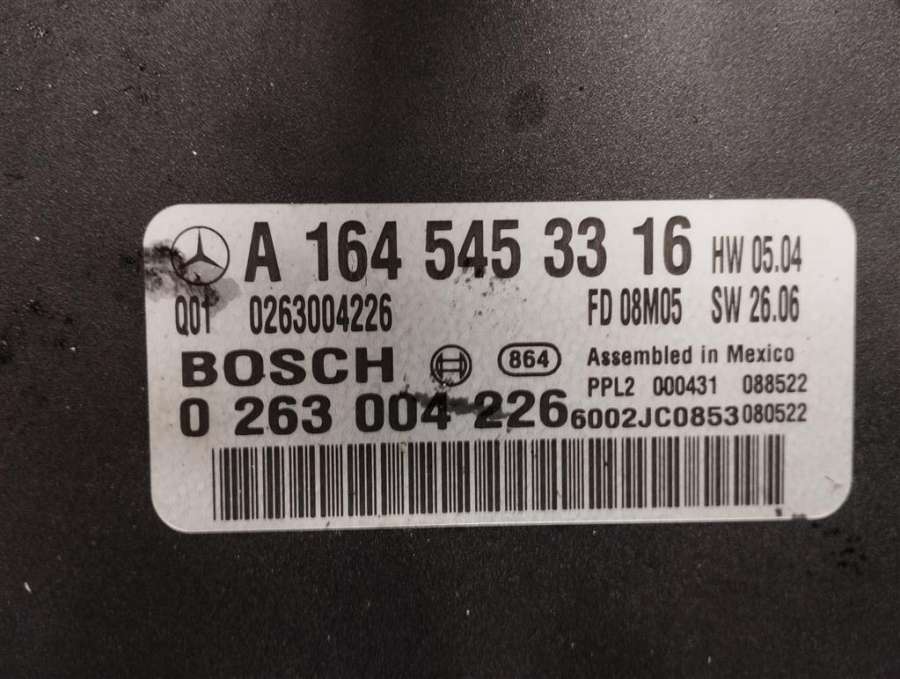 A 164 545 33 16 HW 05.04
Q01 0263004226 FD 08M05 SW 26.06
BOSCH 864 Assembled in Mexico
PPL2 000431 088522
0 263 004 226 6002JC0853 080522